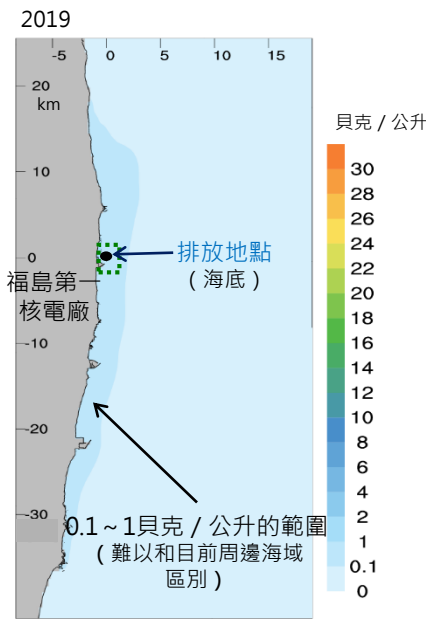 2019
-5 0 5 10 15
20
km
10
0
-10
-20
-30
排放地點
(海底)
福島第一
核電廠
0.1~1貝克/公升的範圍
(難以和目前周邊海域
區別)
貝克/公升
30
28
26
24
22
20
18
16
14
12
10
8
6
4
2
1
0.1
0